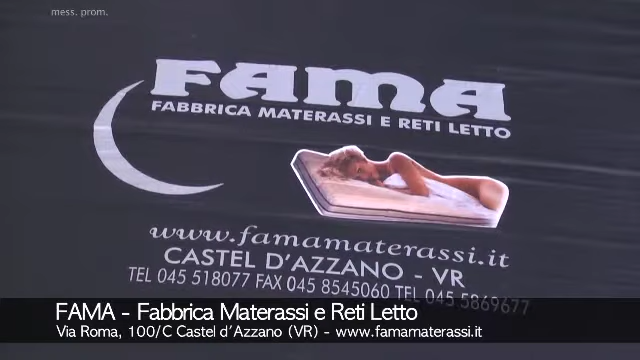 mess. prom.
FAMA
FABBRICA MATERASSI E RETI LETTO
www.famamaterassi.it
CASTEL D'AZZANO - VR
TEL 045 518077 FAX 045 8545060 TEL 045 5869677
FAMA - Fabbrica Materassi e Reti Letto
Via Roma, 100/C Castel d'Azzano (VR) - www.famamaterassi.it